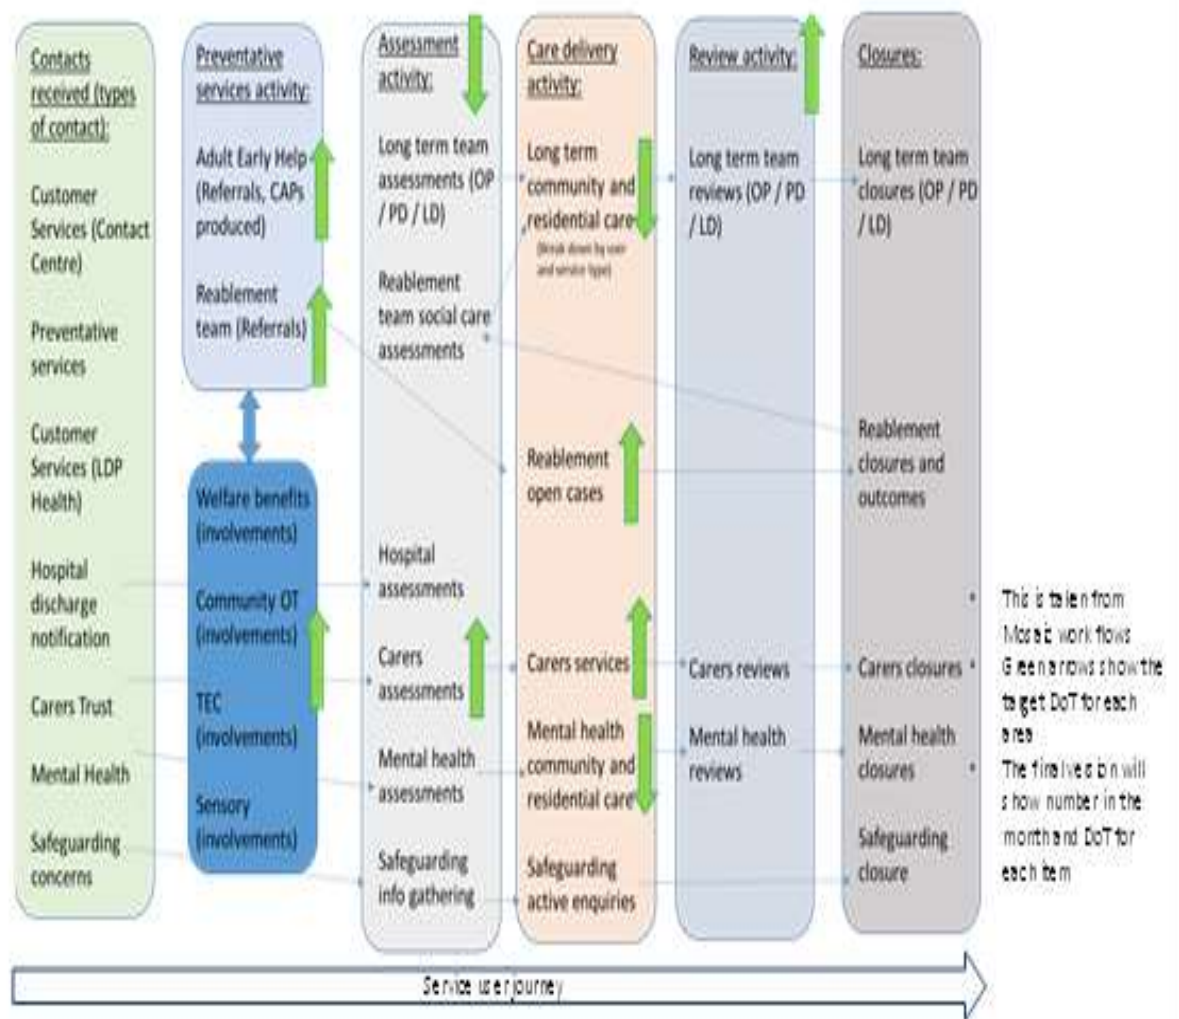 Contacts
received (types
of contact):
Customer
Services (Contact
Centre)
Preventative
services
Customer
Services (LDP
Health)
Hospital
discharge
notification
Carers Trust
Mental Health
Safeguarding
concerns
Preventative
services activity:
Adult Early Help
(Referrals, CAPs
produced)
Reablement
team (Referrals)
Welfare benefits
(involvements)
Community OT
(involvements)
TEC
(involvements)
Sensory
(involvements)
Assessment
activity:
Long term team
assessments (OP
/ PD / LD)
Reablement
team social care
assessments
Hospital
assessments
Carers
assessments
Mental health
assessments
Safeguarding
info gathering
Care delivery
activity:
Long term
community and
residential care
(Break down by user
and service type)
Reablement
open cases
Carers services
Mental health
community and
residential care
Safeguarding
active enquiries
Review activity:
Long term team
reviews (OP / PD
/ LD)
Carers reviews
Mental health
reviews
Closures:
Long term team
closures (OP / PD
/ LD)
Reablement
closures and
outcomes
Carers closures
Mental health
closures
Safeguarding
closure
• This is taken from
Mosaic work flows
• Green arrows show the
target DoT for each
area
• The final version will
show number in the
month and DoT for
each item
Service user journey